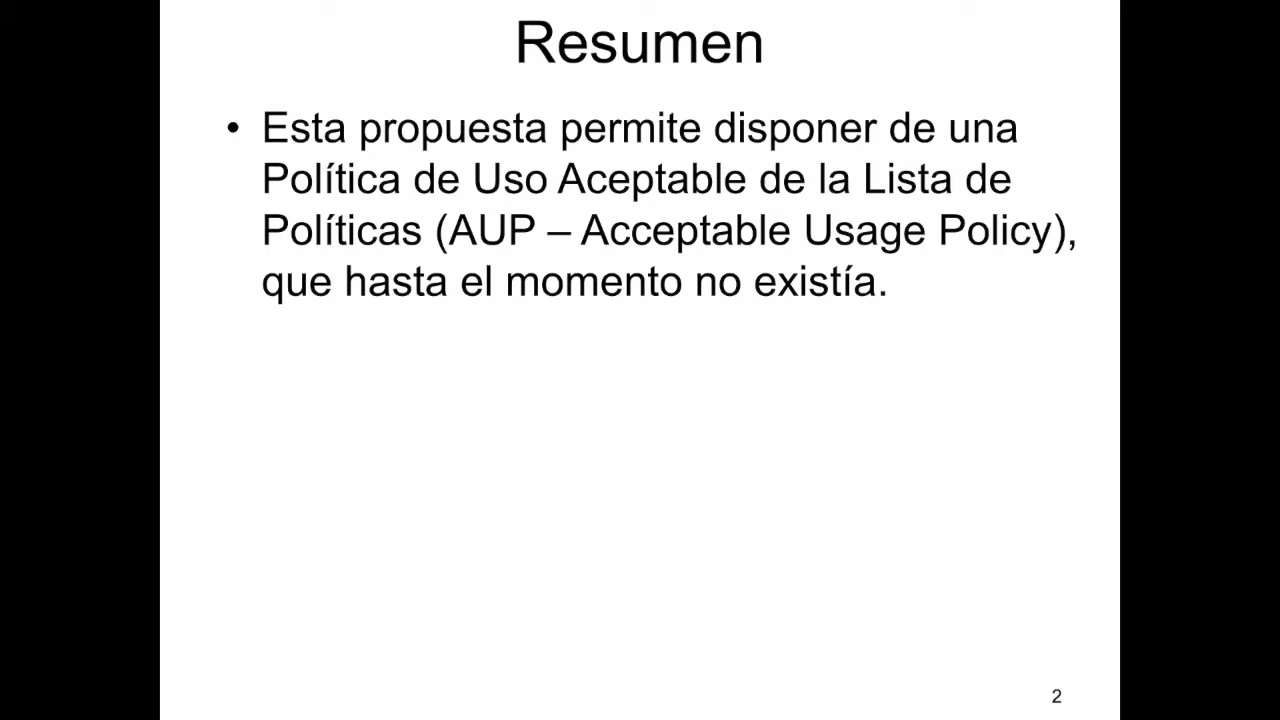 Resumen
• Esta propuesta permite disponer de una
Política de Uso Aceptable de la Lista de
Políticas (AUP – Acceptable Usage Policy),
que hasta el momento no existía.
2